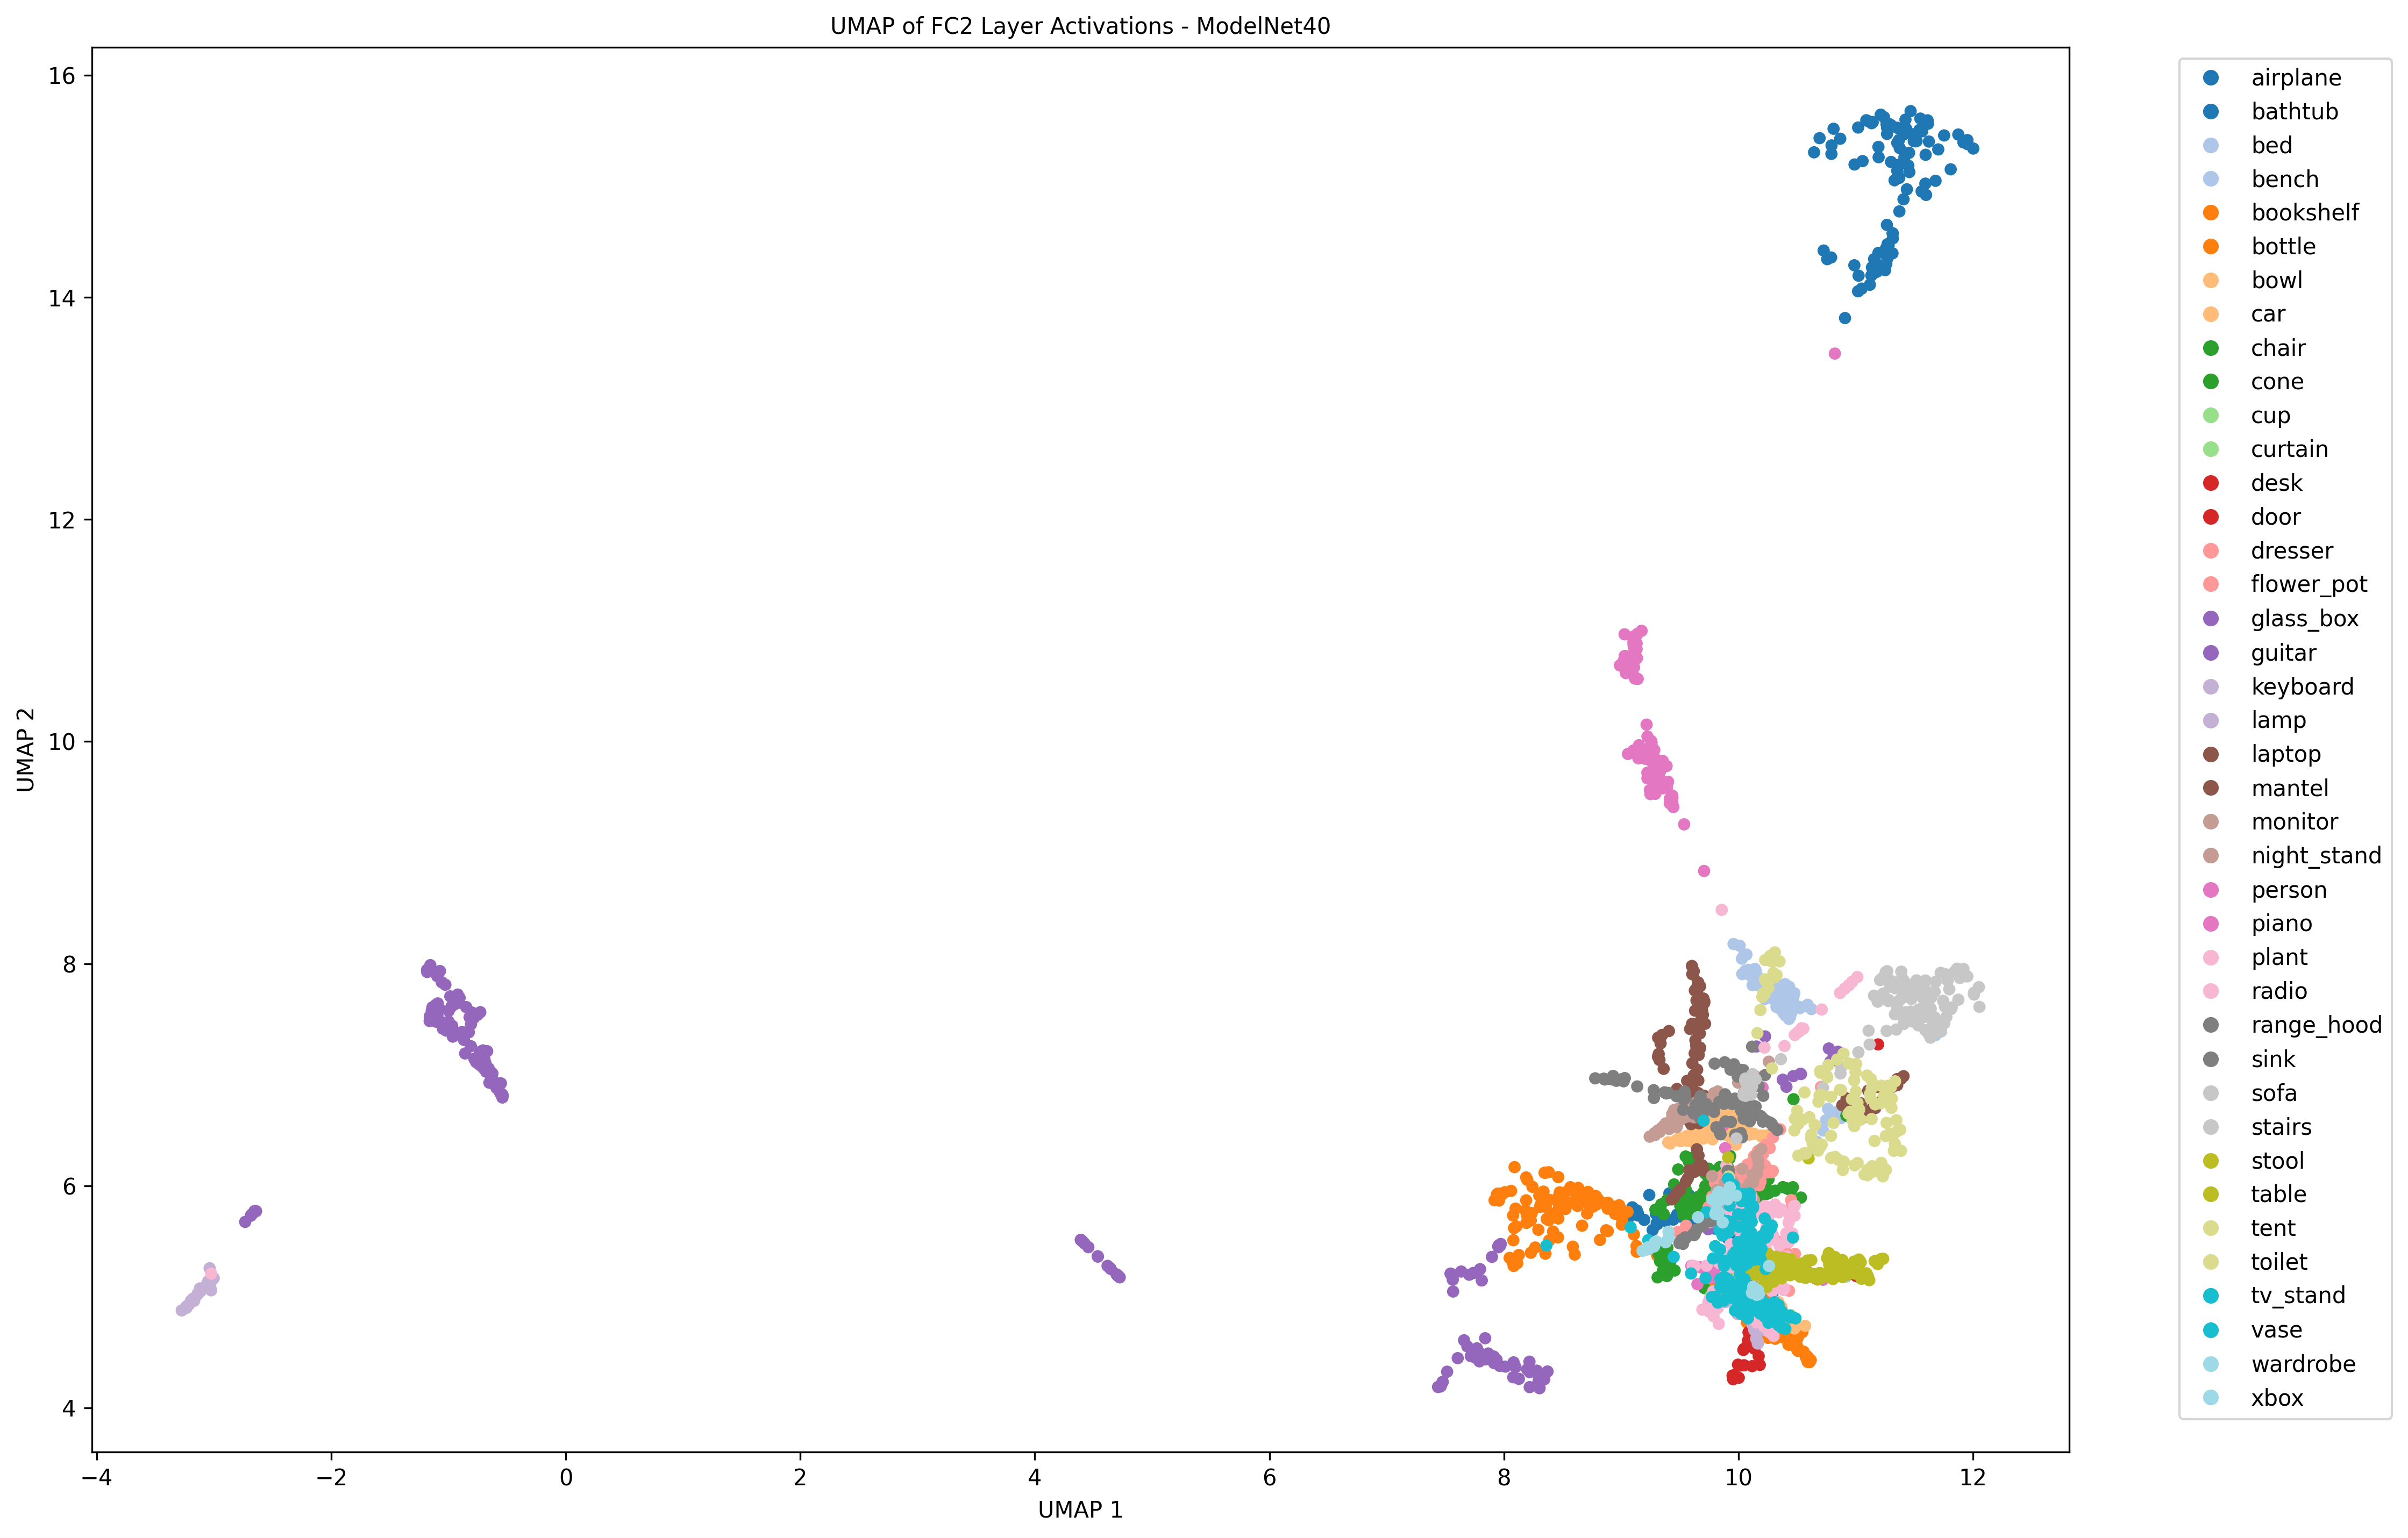 UMAP of FC2 Layer Activations - ModelNet40
16
14
12
10
8
6
4
UMAP 2
−4
−2
0
2
4
6
8
10
12
UMAP 1
airplane
bathtub
bed
bench
bookshelf
bottle
bowl
car
chair
cone
cup
curtain
desk
door
dresser
flower_pot
glass_box
guitar
keyboard
lamp
laptop
mantel
monitor
night_stand
person
piano
plant
radio
range_hood
sink
sofa
stairs
stool
table
tent
toilet
tv_stand
vase
wardrobe
xbox